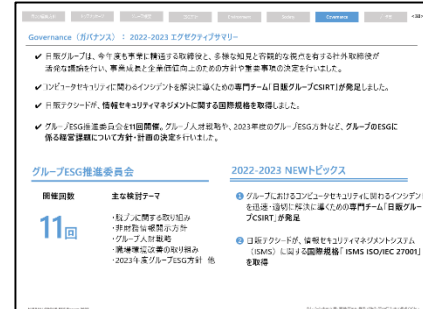 Governance
Governance（ガバナンス）：2022-2023 エグゼクティブサマリー
✔ 日販グループは、今年度も事業に精通する取締役と、多様な知見と客観的な視点を有する社外取締役が
活発な議論を行い、事業成長と企業価値向上のための方針や重要事項の決定を行いました。
✔ コンピュータセキュリティに関わるインシデントを解決に導くための専門チーム「日販グループCSIRT」が発足しました。
✔ 日販テクシードが、情報セキュリティマネジメントに関する国際規格を取得しました。
✔ グループESG推進委員会を11回開催。グループ人財戦略や、2023年度のグループESG方針など、グループのESGに
係る経営課題について方針・計画の決定を行いました。
グループESG推進委員会
開催回数 主な検討テーマ
11回
・脱プラに関する取り組み
・非財務情報開示方針
・グループ人財戦略
・職場環境改善の取り組み
・2023年度グループESG方針 他
2022-2023 NEWトピックス
❶ グループにおけるコンピュータセキュリティに関わるインシデント
を迅速・適切に解決に導くための専門チーム「日販グルー
プCSIRT」が発足
❷ 日販テクシードが、情報セキュリティマネジメントシステム
（ISMS）に関する国際規格「 ISMS ISO/IEC 27001」
を取得